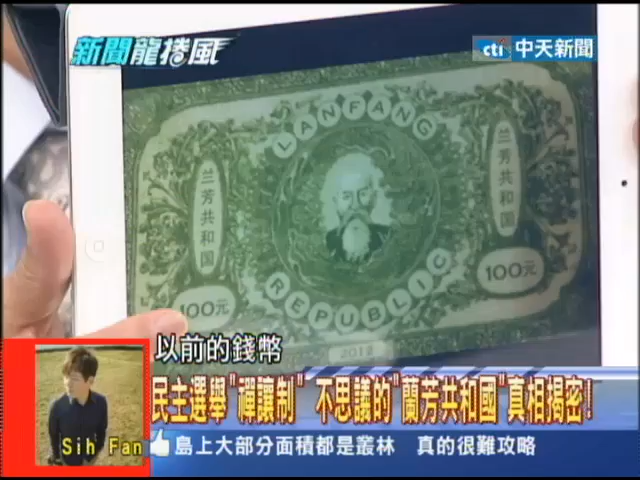 新聞龍捲風
cti 中天新聞
LANFANG
兰芳共和国
兰芳共和国
100元
100元
REPUBLIC
2012
以前的錢幣
民主選舉"禪讓制" 不思議的"蘭芳共和國"真相揭密!
Sih Fan
島上大部分面積都是叢林 真的很難攻略